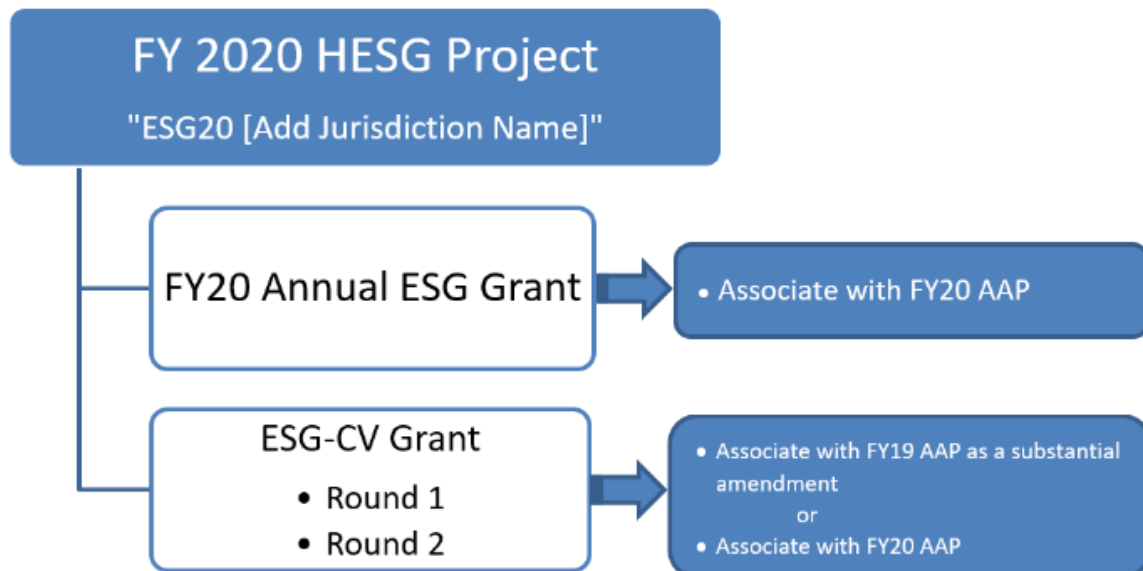 FY 2020 HESG Project
"ESG20 [Add Jurisdiction Name]"
FY20 Annual ESG Grant
• Associate with FY20 AAP
ESG-CV Grant
• Round 1
• Round 2
• Associate with FY19 AAP as a substantial
amendment
or
• Associate with FY20 AAP